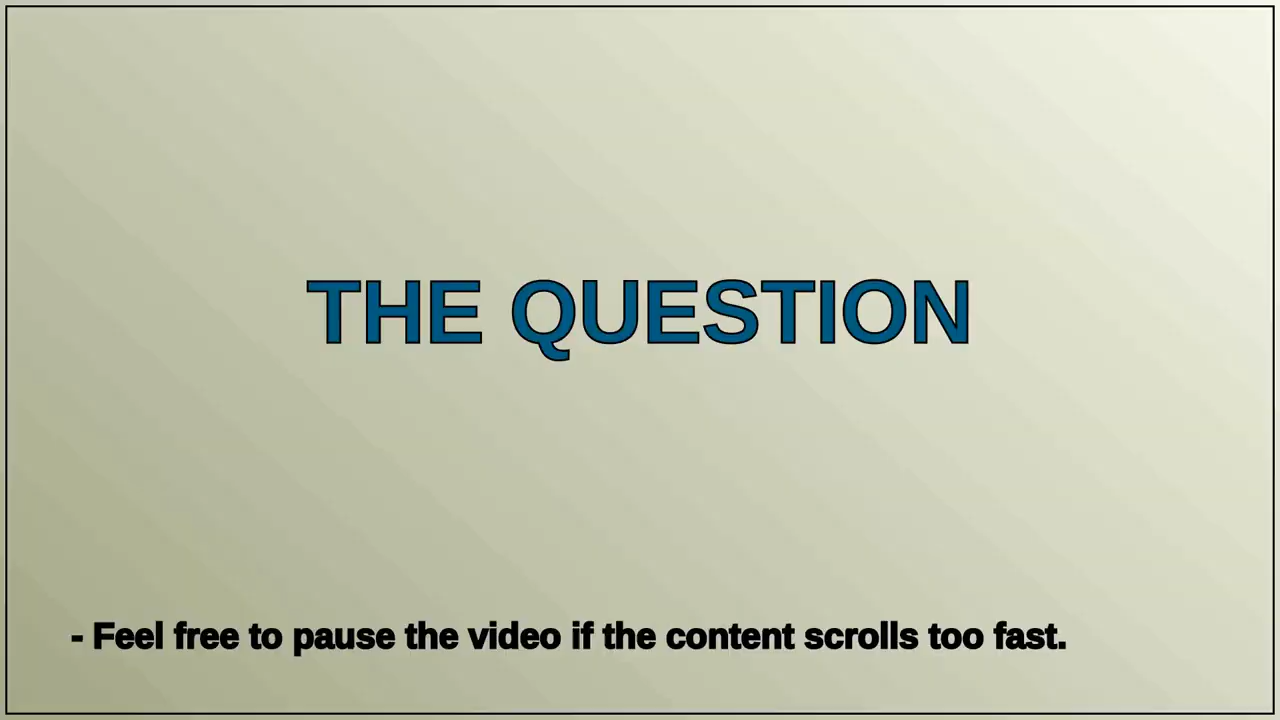 THE QUESTION
- Feel free to pause the video if the content scrolls too fast.